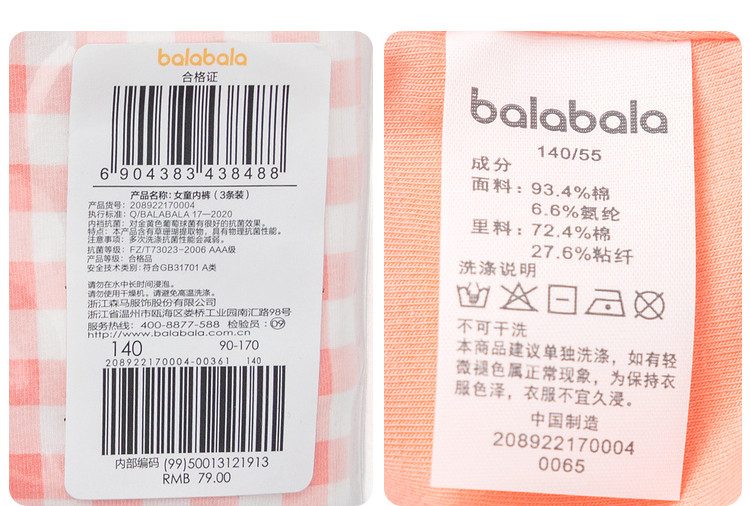 balabala
合格证
6 904383 438488
产品名称: 女童内裤（3条装）
产品货号: 208922170004
执行标准: Q/BALABALA 17—2020
内裆抗菌: 对金黄色葡萄球菌有很好的抗菌效果。
特点: 本产品含有草珊瑚提取物，具有物理抗菌性能。
注意事项: 多次洗涤抗菌性能会减弱。
抗菌等级: FZ/T73023-2006 AAA级
产品等级: 合格品
安全技术类别: 符合GB31701 A类
请勿在水中长时间浸泡。
请勿使用干燥机，请避免高温洗涤。
浙江森马服饰股份有限公司
浙江省温州市瓯海区娄桥工业园南汇路98号
服务热线: 400-8877-588 检验员: 09
http://www.balabala.com.cn
140 90-170
208922170004-00361 140
内部编码 (99)50013121913
RMB 79.00
balabala
140/55
成分
面料: 93.4%棉
6.6%氨纶
里料: 72.4%棉
27.6%粘纤
洗涤说明
不可干洗
本商品建议单独洗涤，如有轻
微褪色属正常现象，为保持衣
服色泽，衣服不宜久浸。
中国制造
208922170004
0065